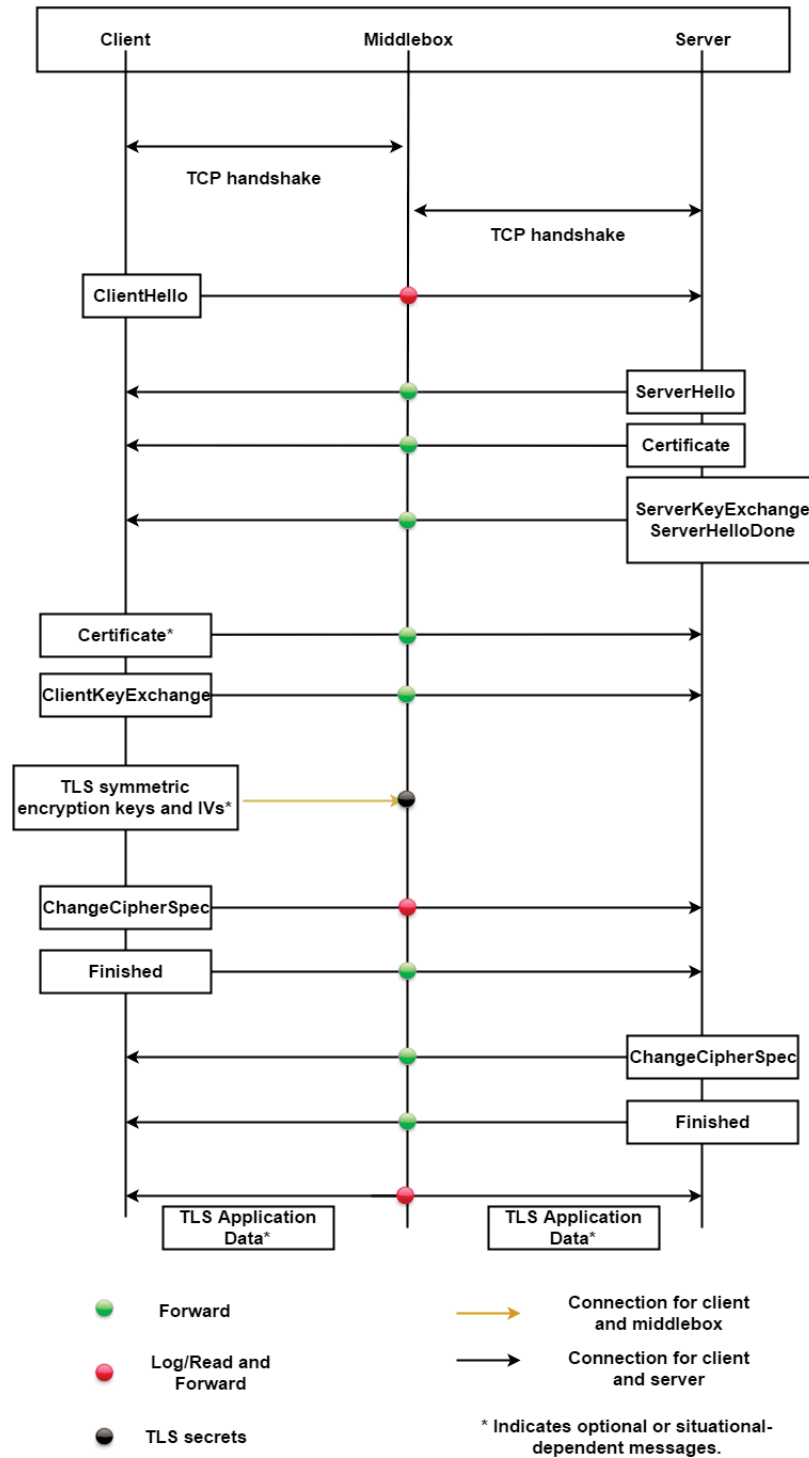 Client
Middlebox
Server
TCP handshake
TCP handshake
ClientHello
ServerHello
Certificate
ServerKeyExchange
ServerHelloDone
Certificate*
ClientKeyExchange
TLS symmetric
encryption keys and IVs*
ChangeCipherSpec
Finished
ChangeCipherSpec
Finished
TLS Application
Data*
TLS Application
Data*
Forward
Connection for client
and middlebox
Log/Read and
Forward
Connection for client
and server
TLS secrets
* Indicates optional or situational-
dependent messages.